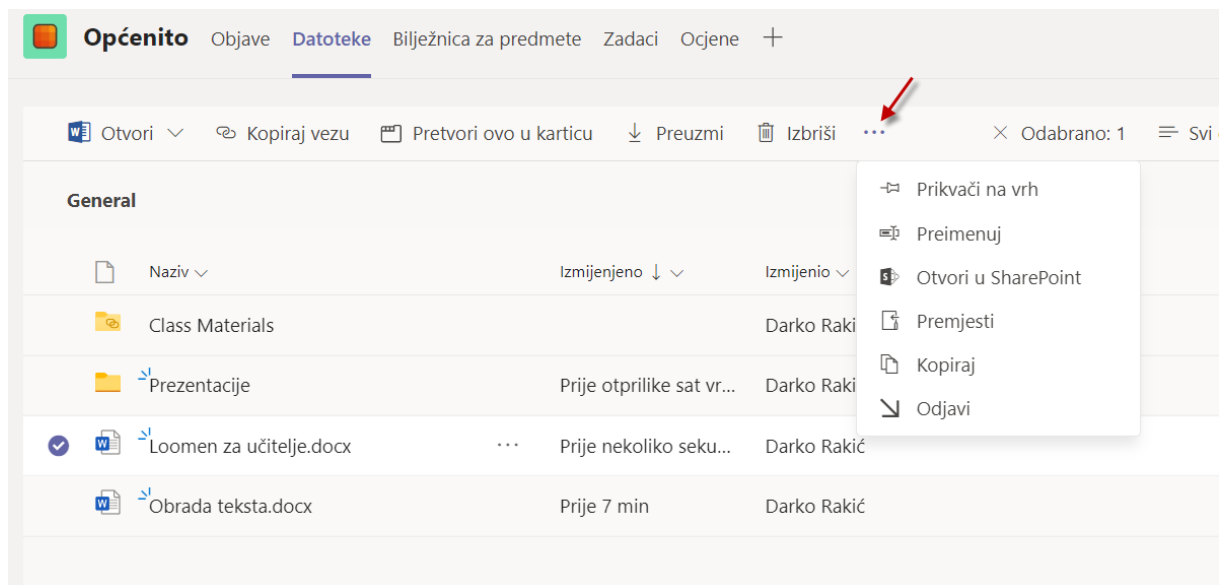 Općenito Objave Datoteke Bilježnica za predmete Zadaci Ocjene
Otvori Kopiraj vezu Pretvori ovo u karticu Preuzmi Izbriši ... Odabrano: 1 Svi
General
Prikvači na vrh
Preimenuj
Otvori u SharePoint
Premjesti
Kopiraj
Odjavi
Naziv Izmijenjeno Izmijenio
Class Materials Darko Raki
Prezentacije Prije otprilike sat vr... Darko Raki
Loomen za učitelje.docx ... Prije nekoliko seku... Darko Rakić
Obrada teksta.docx Prije 7 min Darko Rakić